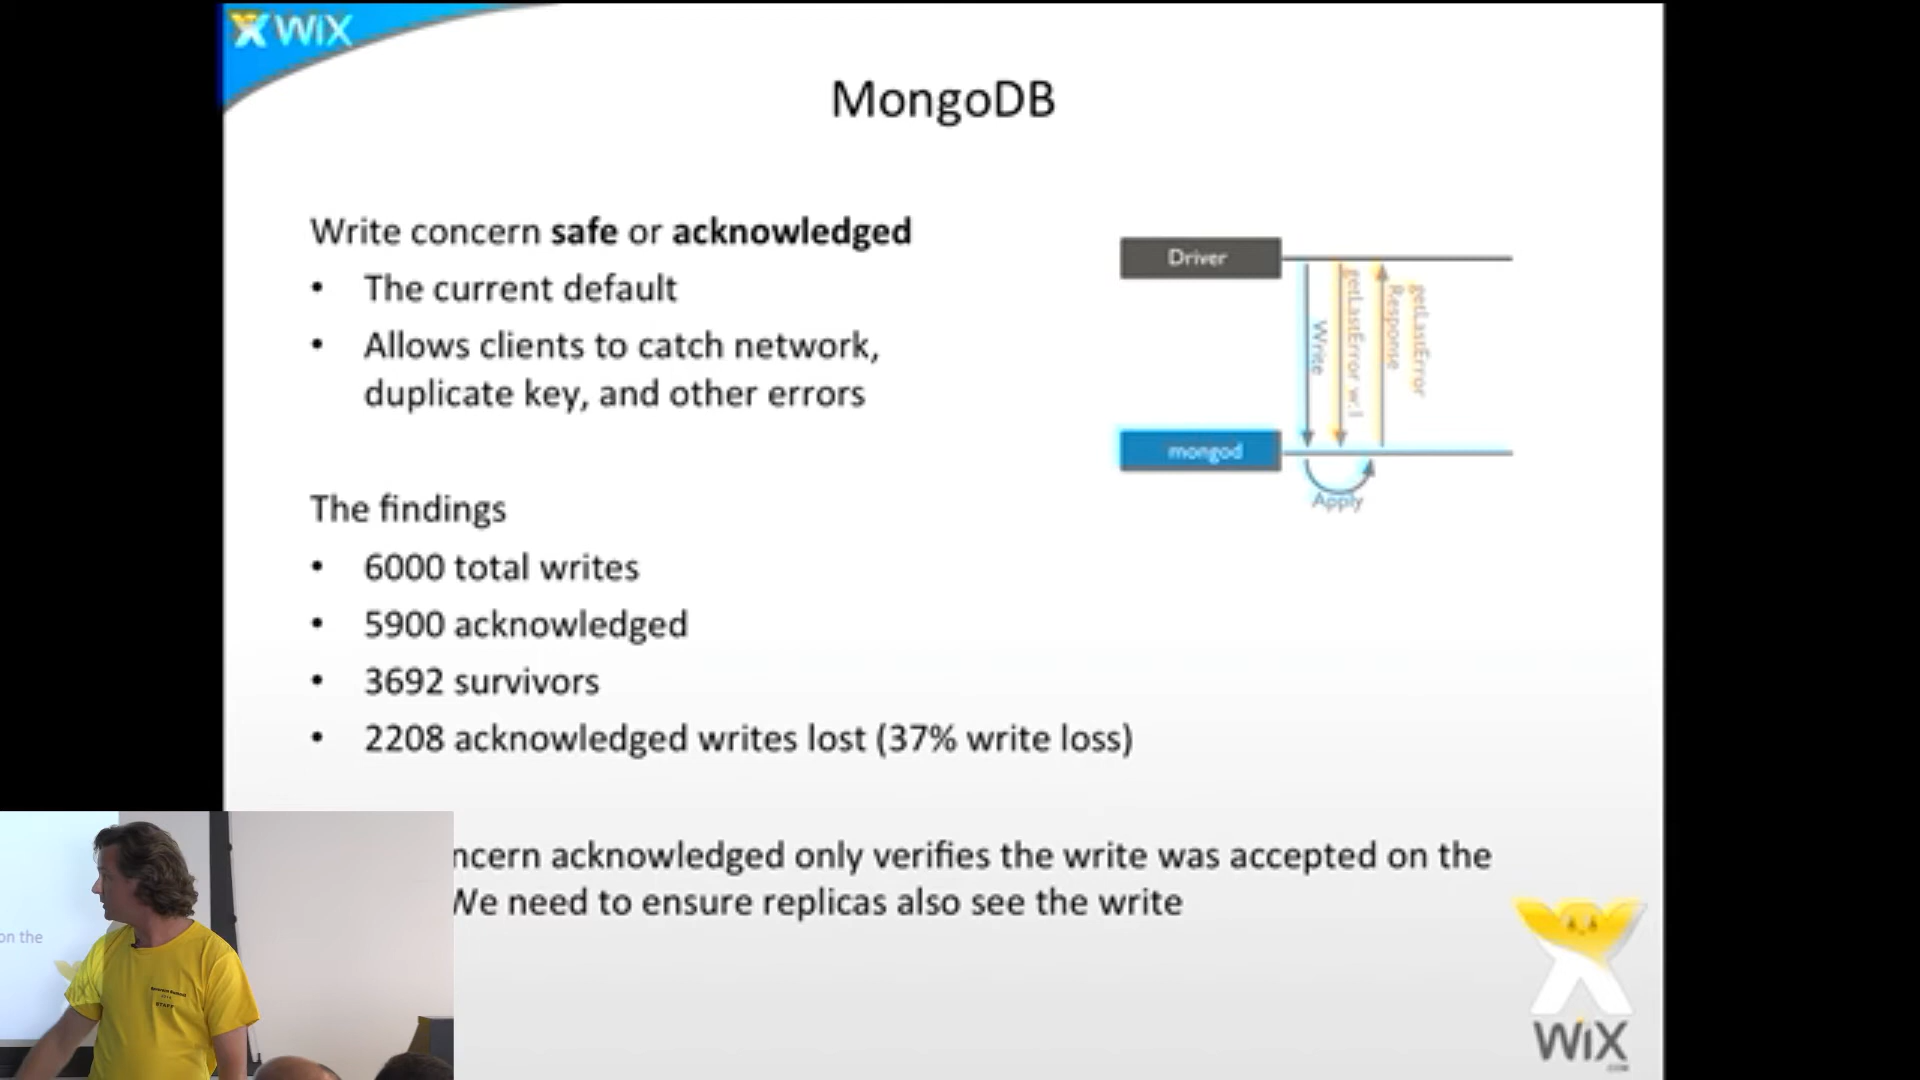 WiX
MongoDB
Write concern safe or acknowledged
• The current default
• Allows clients to catch network,
duplicate key, and other errors
Driver
Write
getLastError w:1
getLastError
Response
mongod
Apply
The findings
• 6000 total writes
• 5900 acknowledged
• 3692 survivors
• 2208 acknowledged writes lost (37% write loss)
ncern acknowledged only verifies the write was accepted on the
We need to ensure replicas also see the write
on the
STAFF
WiX
.COM